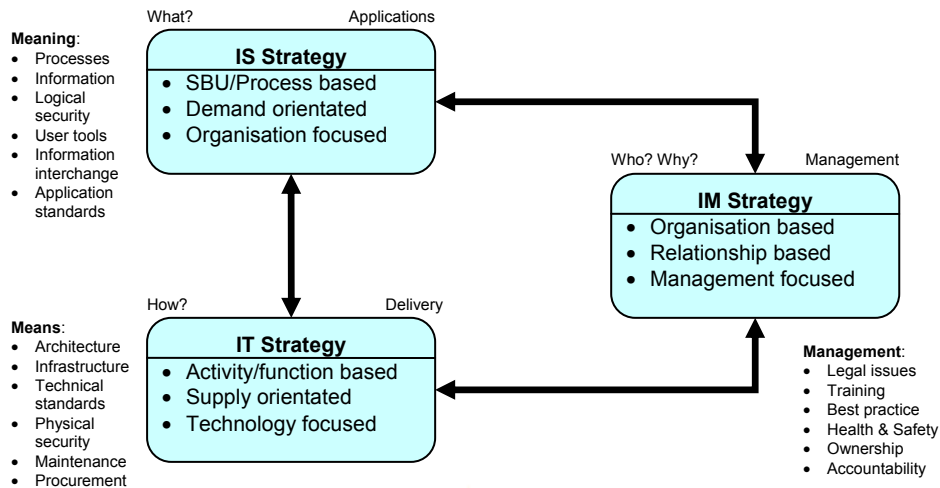 What? Applications
Meaning:
• Processes
• Information
• Logical
security
• User tools
• Information
interchange
• Application
standards
IS Strategy
• SBU/Process based
• Demand orientated
• Organisation focused
Who? Why? Management
IM Strategy
• Organisation based
• Relationship based
• Management focused
How? Delivery
Means:
• Architecture
• Infrastructure
• Technical
standards
• Physical
security
• Maintenance
• Procurement
IT Strategy
• Activity/function based
• Supply orientated
• Technology focused
Management:
• Legal issues
• Training
• Best practice
• Health & Safety
• Ownership
• Accountability